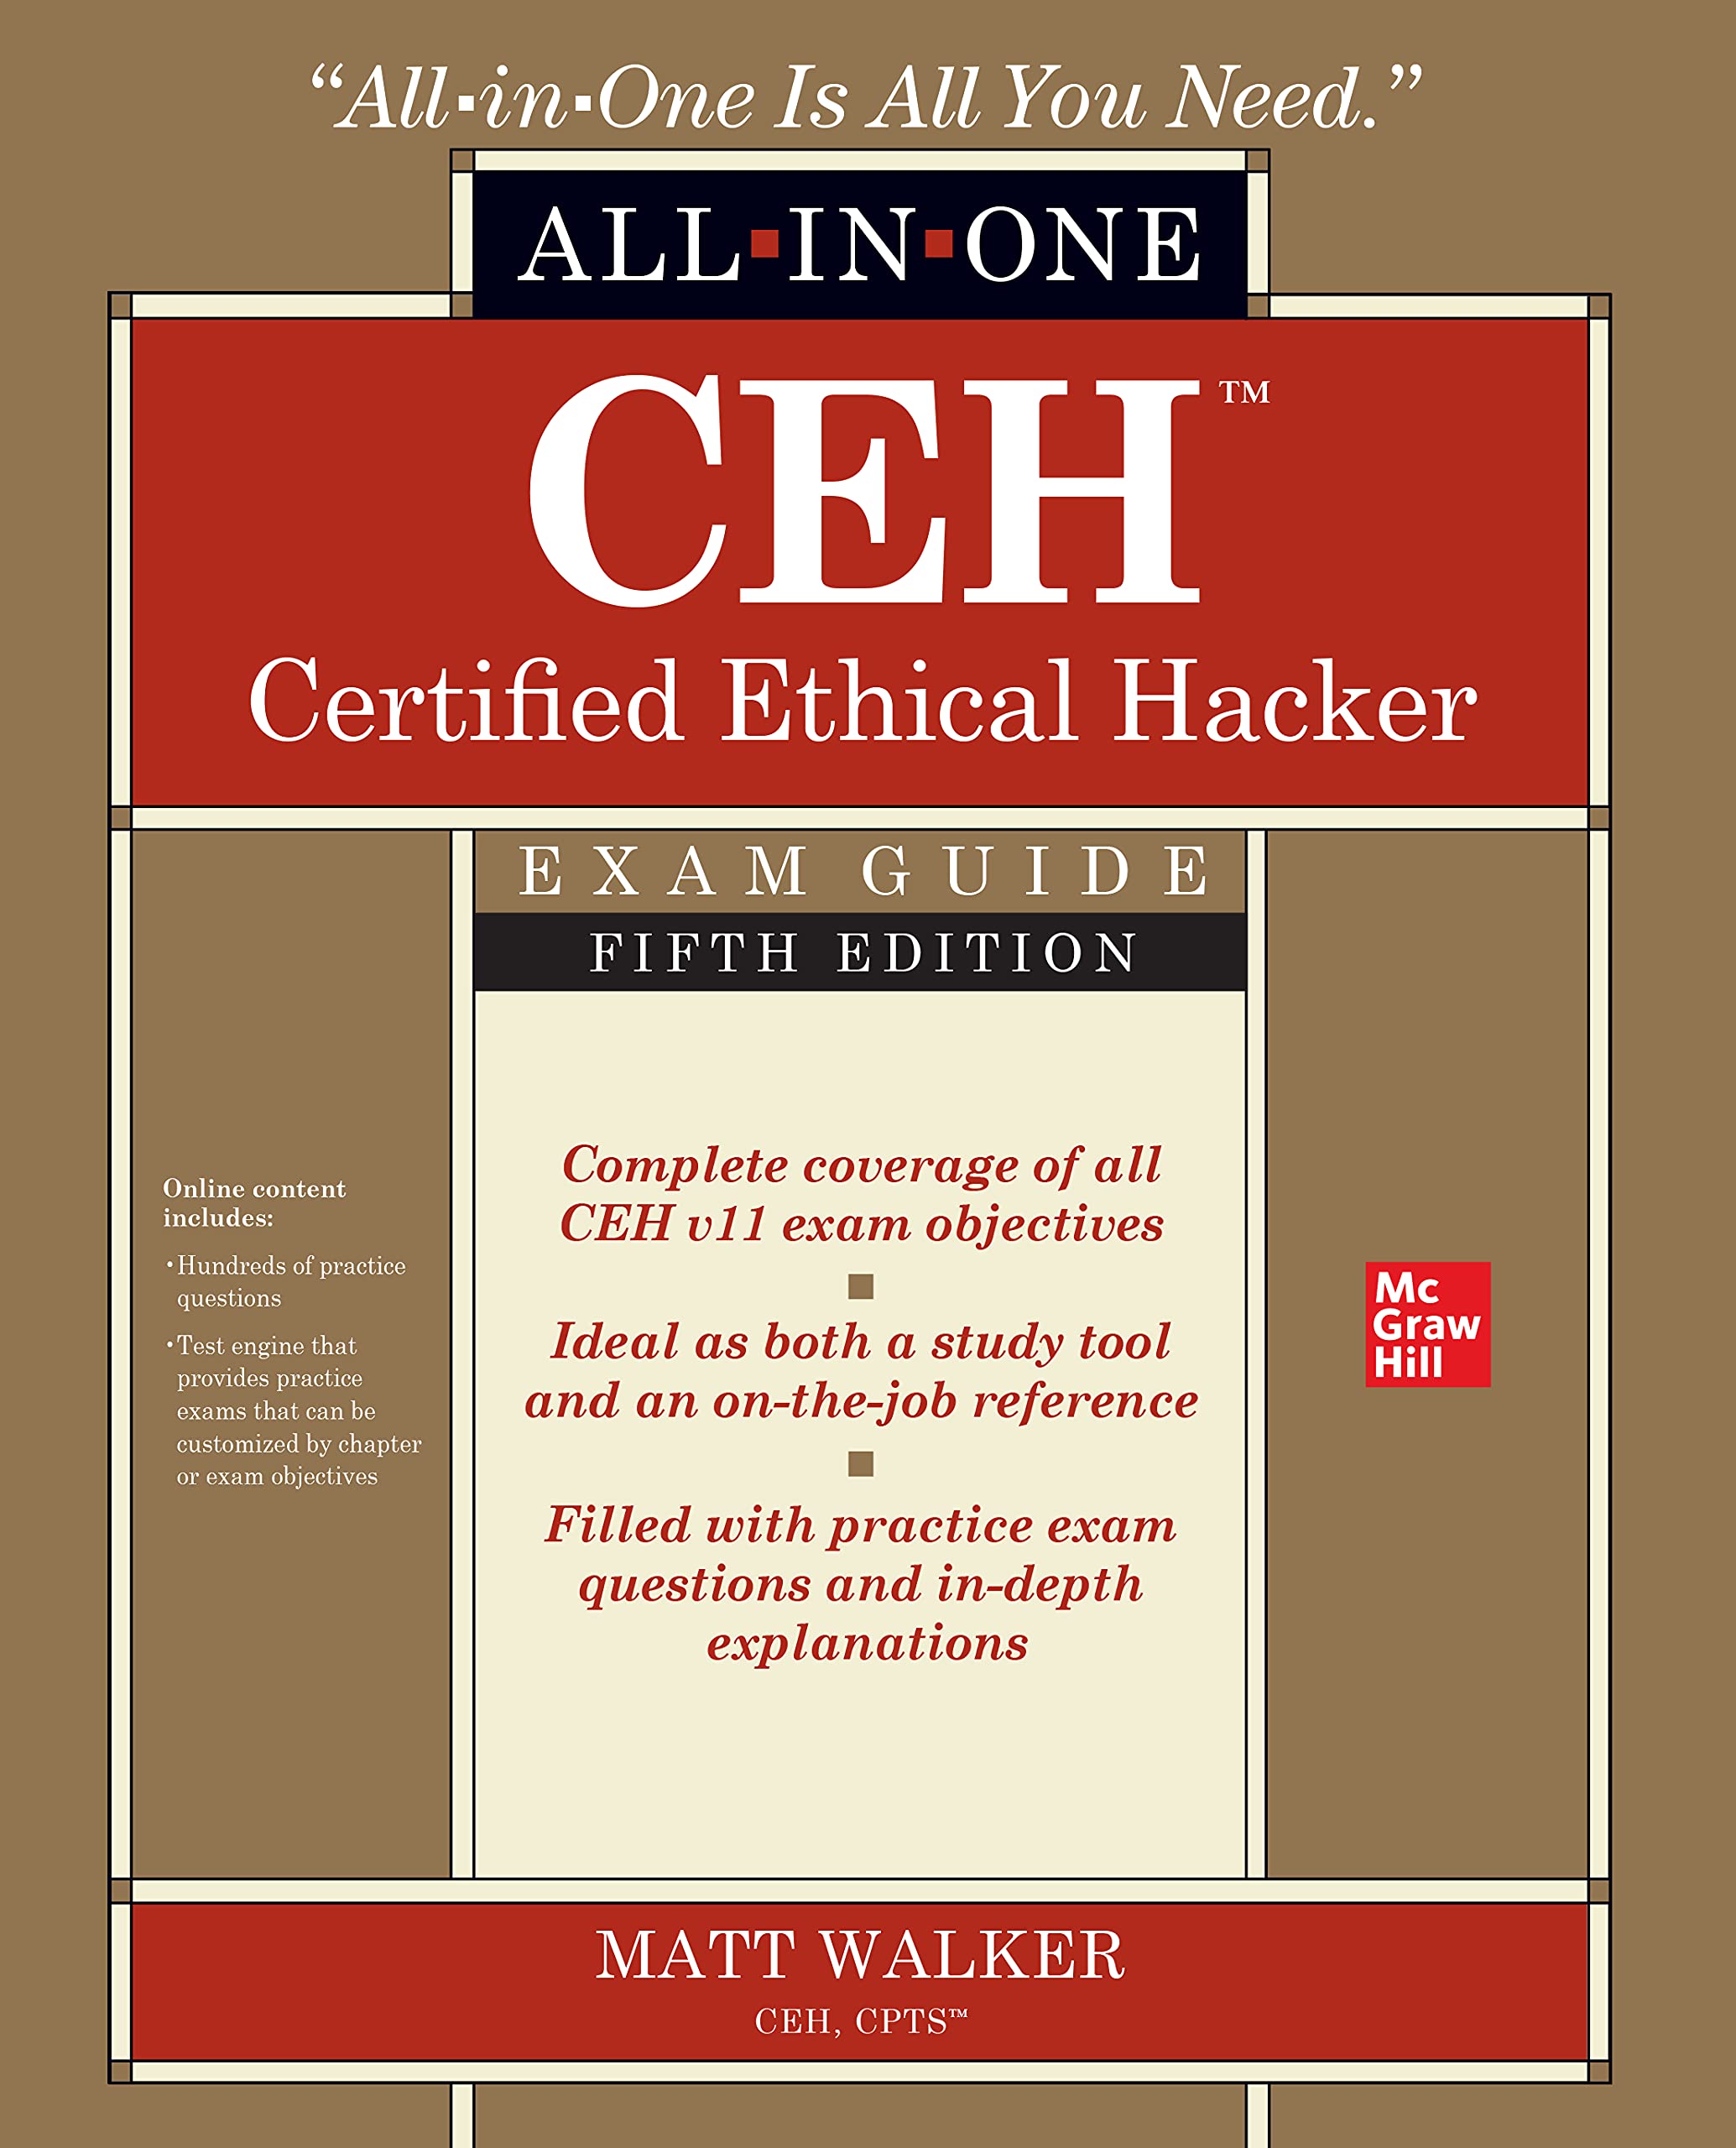 “All▪in▪One Is All You Need.”
ALL▪IN▪ONE
CEH™
Certified Ethical Hacker
EXAM GUIDE
FIFTH EDITION
Online content
includes:
•Hundreds of practice
questions
•Test engine that
provides practice
exams that can be
customized by chapter
or exam objectives
Complete coverage of all
CEH v11 exam objectives
■
Ideal as both a study tool
and an on-the-job reference
■
Filled with practice exam
questions and in-depth
explanations
Mc
Graw
Hill
MATT WALKER
CEH, CPTS™